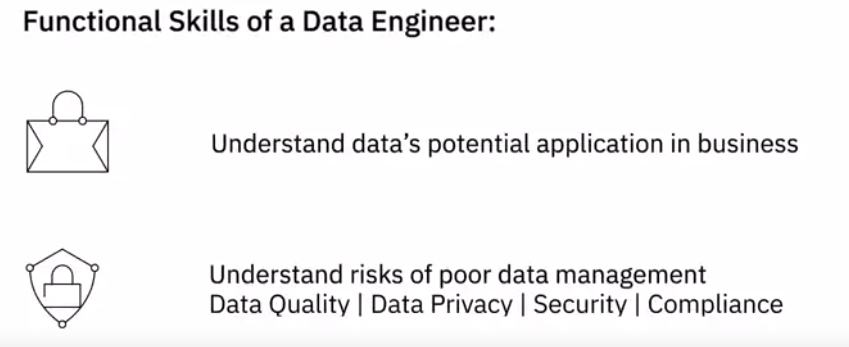 Functional Skills of a Data Engineer:
Understand data's potential application in business
Understand risks of poor data management
Data Quality | Data Privacy | Security | Compliance